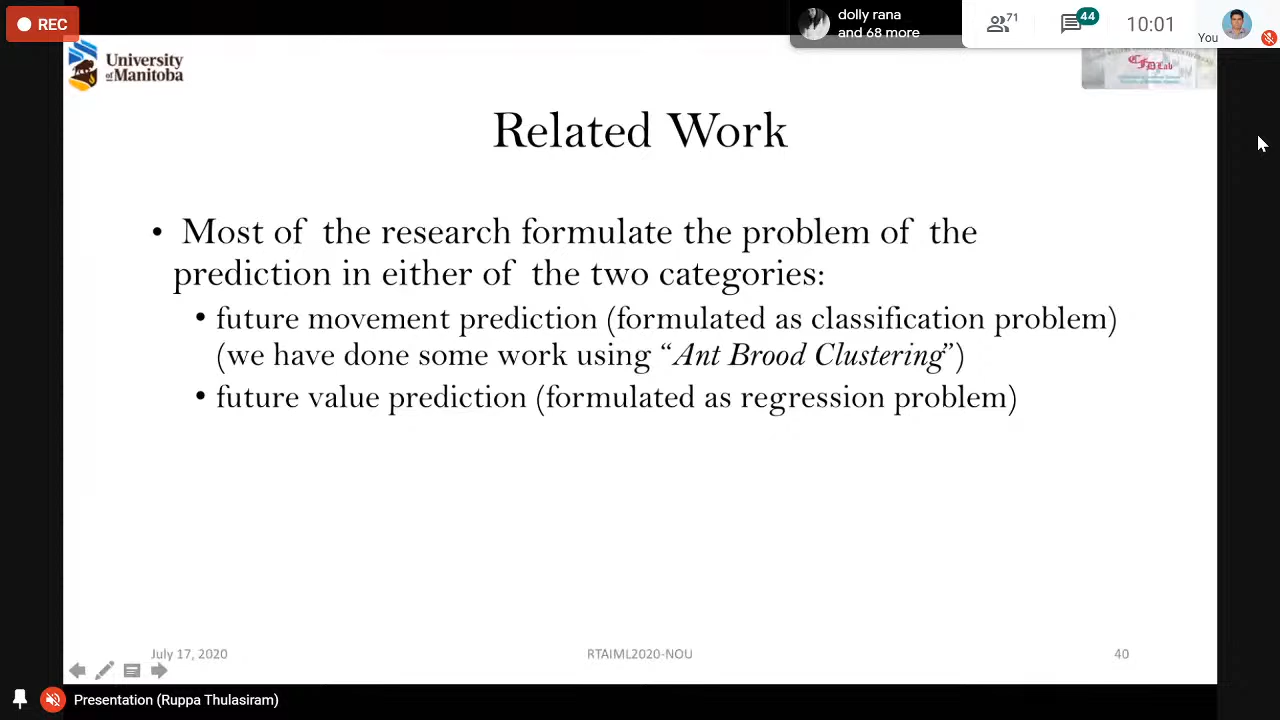 REC
dolly rana
and 68 more
71
44
10:01
You
University
of Manitoba
CFD Lab
Related Work
• Most of the research formulate the problem of the
prediction in either of the two categories:
• future movement prediction (formulated as classification problem)
(we have done some work using “Ant Brood Clustering”)
• future value prediction (formulated as regression problem)
July 17, 2020
RTAIML2020-NOU
40
Presentation (Ruppa Thulasiram)